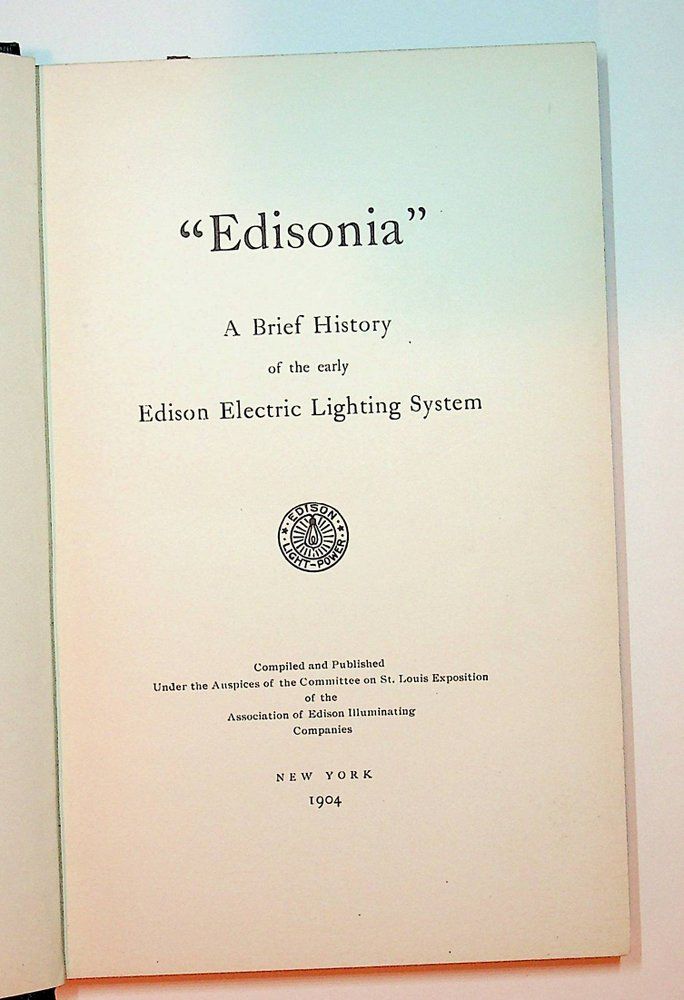 “Edisonia”
A Brief History
of the early
Edison Electric Lighting System
EDISON
LIGHT-POWER
Compiled and Published
Under the Auspices of the Committee on St. Louis Exposition
of the
Association of Edison Illuminating
Companies
NEW YORK
1904